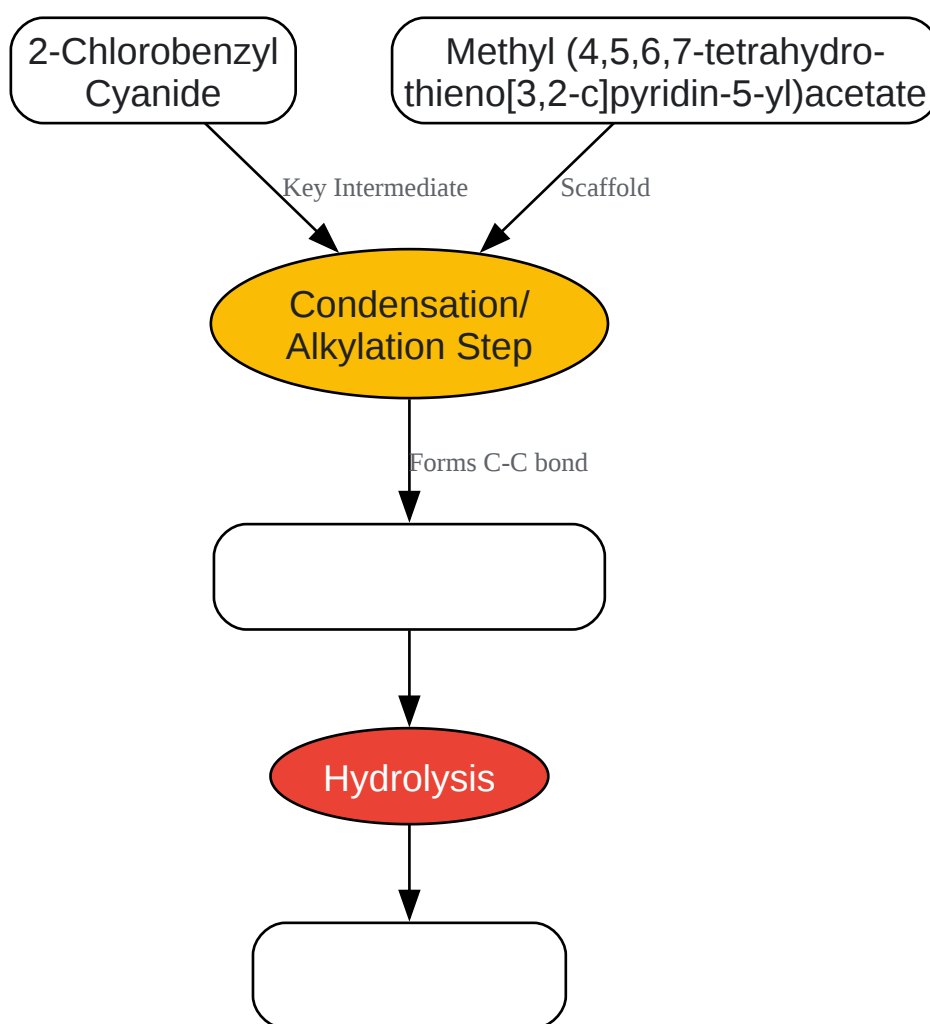 2-Chlorobenzyl
Cyanide
Methyl (4,5,6,7-tetrahydro-
thieno[3,2-c]pyridin-5-yl)acetate
Key Intermediate
Scaffold
Condensation/
Alkylation Step
Forms C-C bond
Hydrolysis